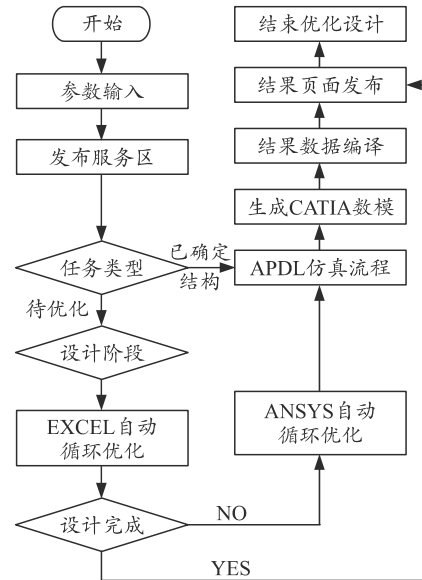 开始
参数输入
发布服务区
任务类型
已确定
结构
待优化
设计阶段
EXCEL自动
循环优化
设计完成
NO
YES
ANSYS自动
循环优化
APDL仿真流程
生成CATIA数模
结果数据编译
结果页面发布
结束优化设计